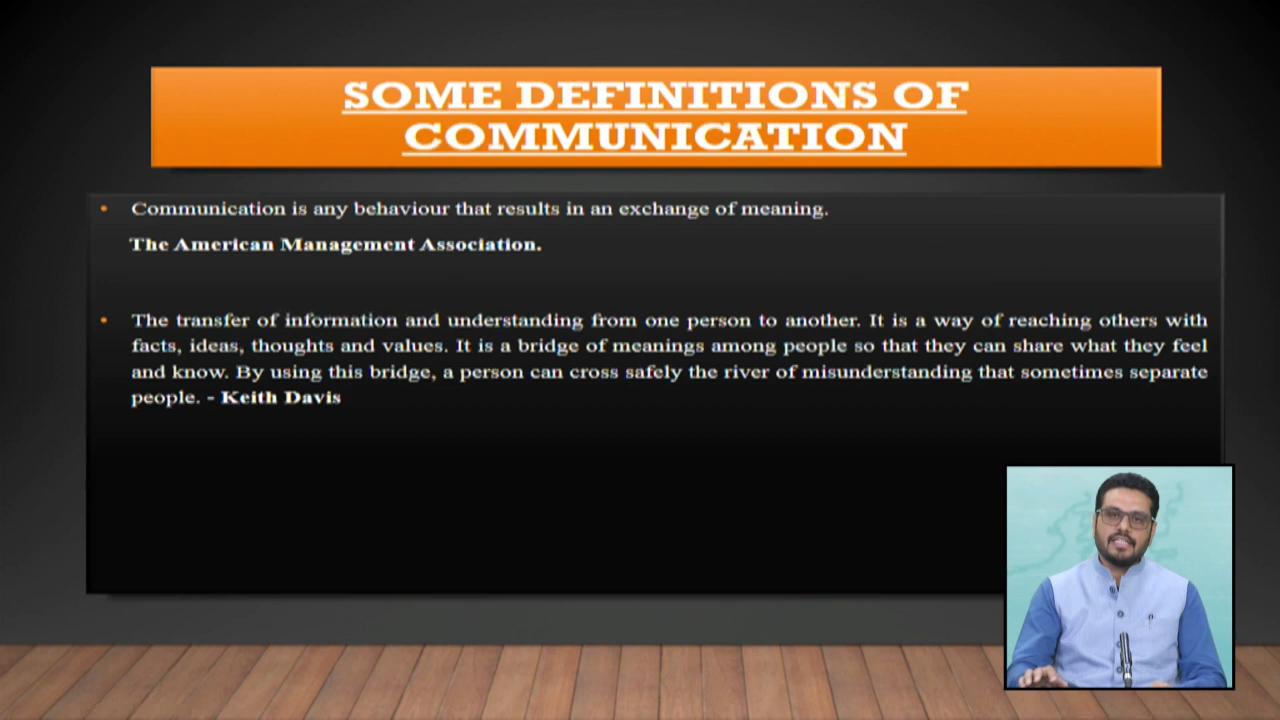 SOME DEFINITIONS OF
COMMUNICATION
• Communication is any behaviour that results in an exchange of meaning.
The American Management Association.
• The transfer of information and understanding from one person to another. It is a way of reaching others with
facts, ideas, thoughts and values. It is a bridge of meanings among people so that they can share what they feel
and know. By using this bridge, a person can cross safely the river of misunderstanding that sometimes separate
people. - Keith Davis